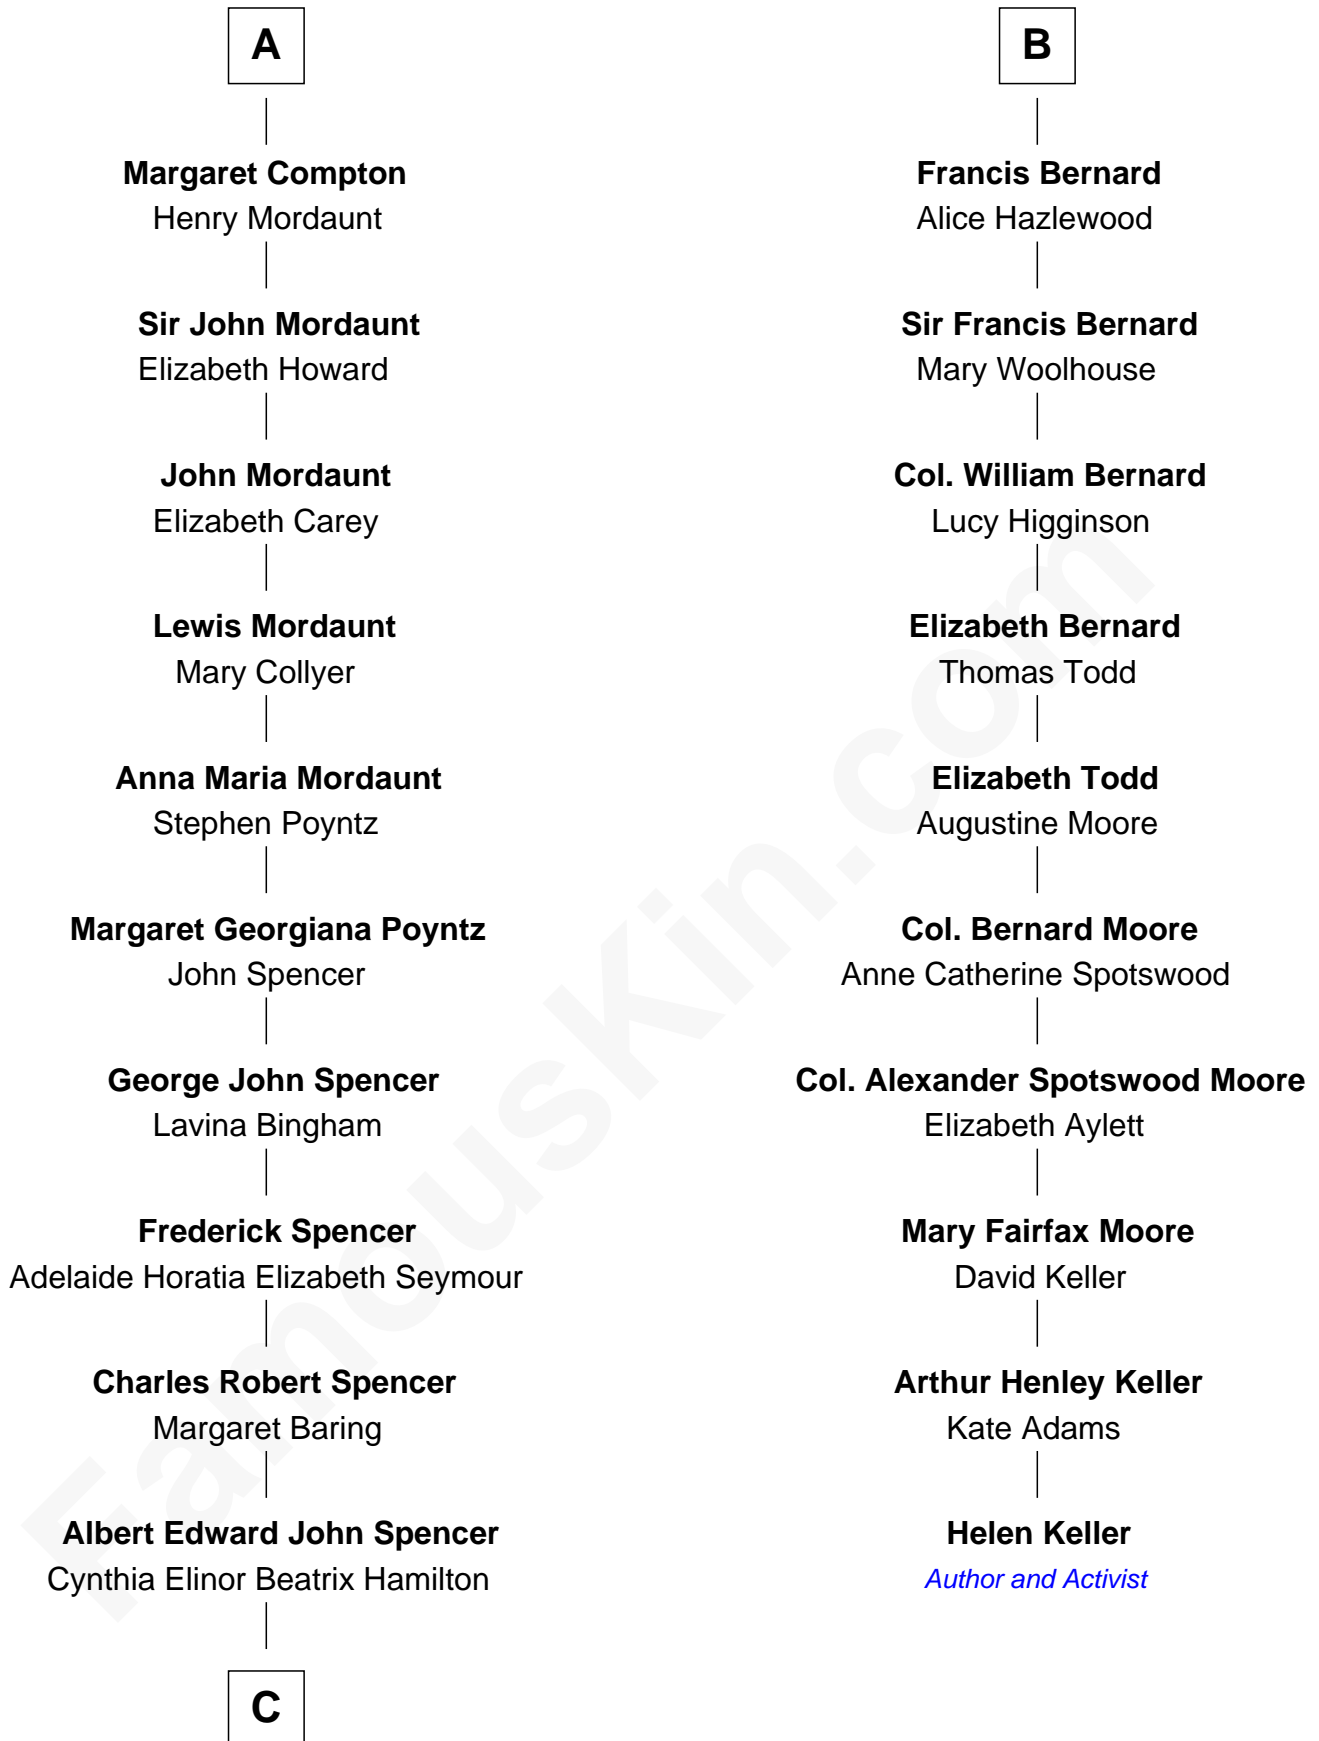 A
Margaret Compton
Henry Mordaunt
Sir John Mordaunt
Elizabeth Howard
John Mordaunt
Elizabeth Carey
Lewis Mordaunt
Mary Collyer
Anna Maria Mordaunt
Stephen Poyntz
Margaret Georgiana Poyntz
John Spencer
George John Spencer
Lavina Bingham
Frederick Spencer
Adelaide Horatia Elizabeth Seymour
Charles Robert Spencer
Margaret Baring
Albert Edward John Spencer
Cynthia Elinor Beatrix Hamilton
C
B
Francis Bernard
Alice Hazlewood
Sir Francis Bernard
Mary Woolhouse
Col. William Bernard
Lucy Higginson
Elizabeth Bernard
Thomas Todd
Elizabeth Todd
Augustine Moore
Col. Bernard Moore
Anne Catherine Spotswood
Col. Alexander Spotswood Moore
Elizabeth Aylett
Mary Fairfax Moore
David Keller
Arthur Henley Keller
Kate Adams
Helen Keller
Author and Activist
FamousKin.com